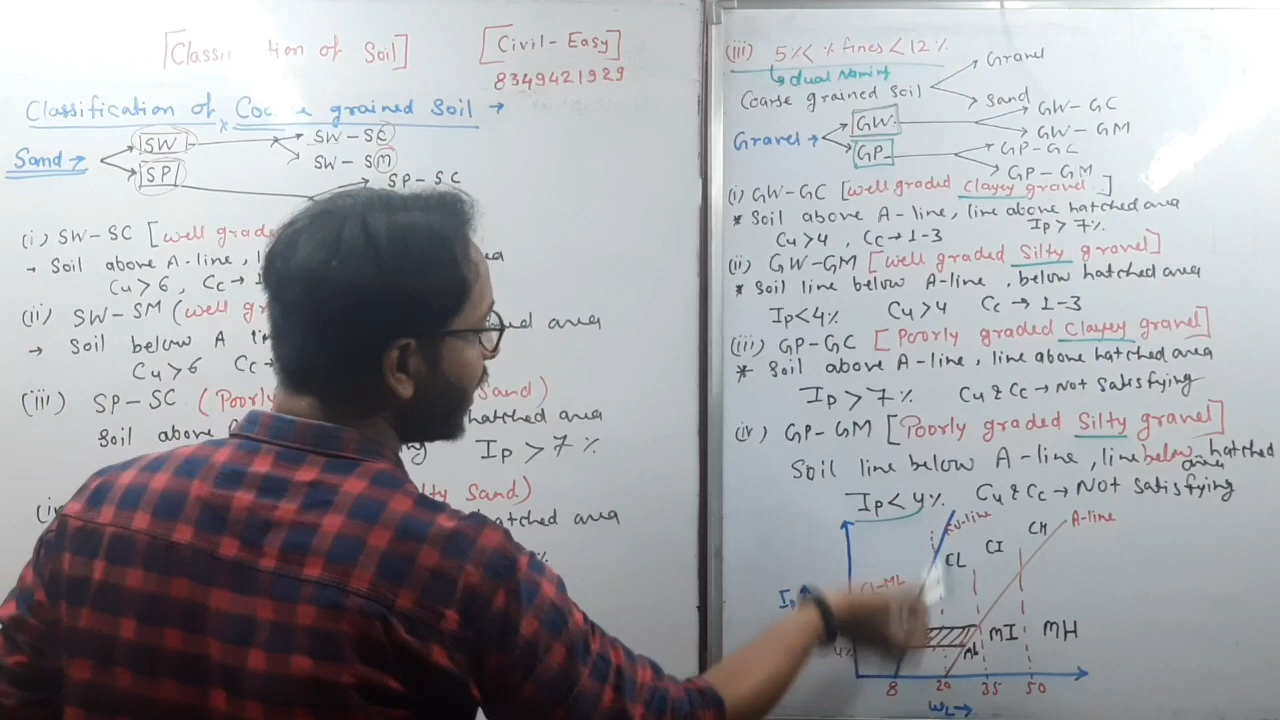 [Classi tion of Soil]
[Civil-Easy]
8349421929
Classification of Coa e grained Soil →
Sand →
SW
SW-SC
SW-SM
SP
SP-SC
(i) SW-SC [well grade
→ Soil above A-line, l
Cu>6, Cc→1
(ii) SW-SM (well gr
area
→ Soil below A lin
Cu>6 Cc→
(iii) SP-SC (Poorly Sand)
Soil above hatched area
Ip > 7 %
lty Sand)
hatched area
(iii) 5%< % fines < 12%
dual Naming
Coarse grained soil
Gravel
Sand
Gravel →
GW
GW-GC
GW-GM
GP
GP-GC
GP-GM
(i) GW-GC [well graded clayey gravel]
* Soil above A-line, line above hatched area
Cu>4, Cc→1-3 Ip>7%
(ii) GW-GM [well graded Silty gravel]
* Soil line below A-line, below hatched area
Ip<4% Cu>4 Cc→1-3
(iii) GP-GC [Poorly graded Clayey gravel]
* Soil above A-line, line above hatched area
Ip > 7% Cu & Cc → Not satisfying
(iv) GP-GM [Poorly graded Silty gravel]
Soil line below A-line, line below hatched area
Ip < 4% Cu & Cc → Not satisfying
U-line
A-line
CL
CI
CH
CL-ML
Ip
4%
ML
MI
MH
8 20 35 50
WL→